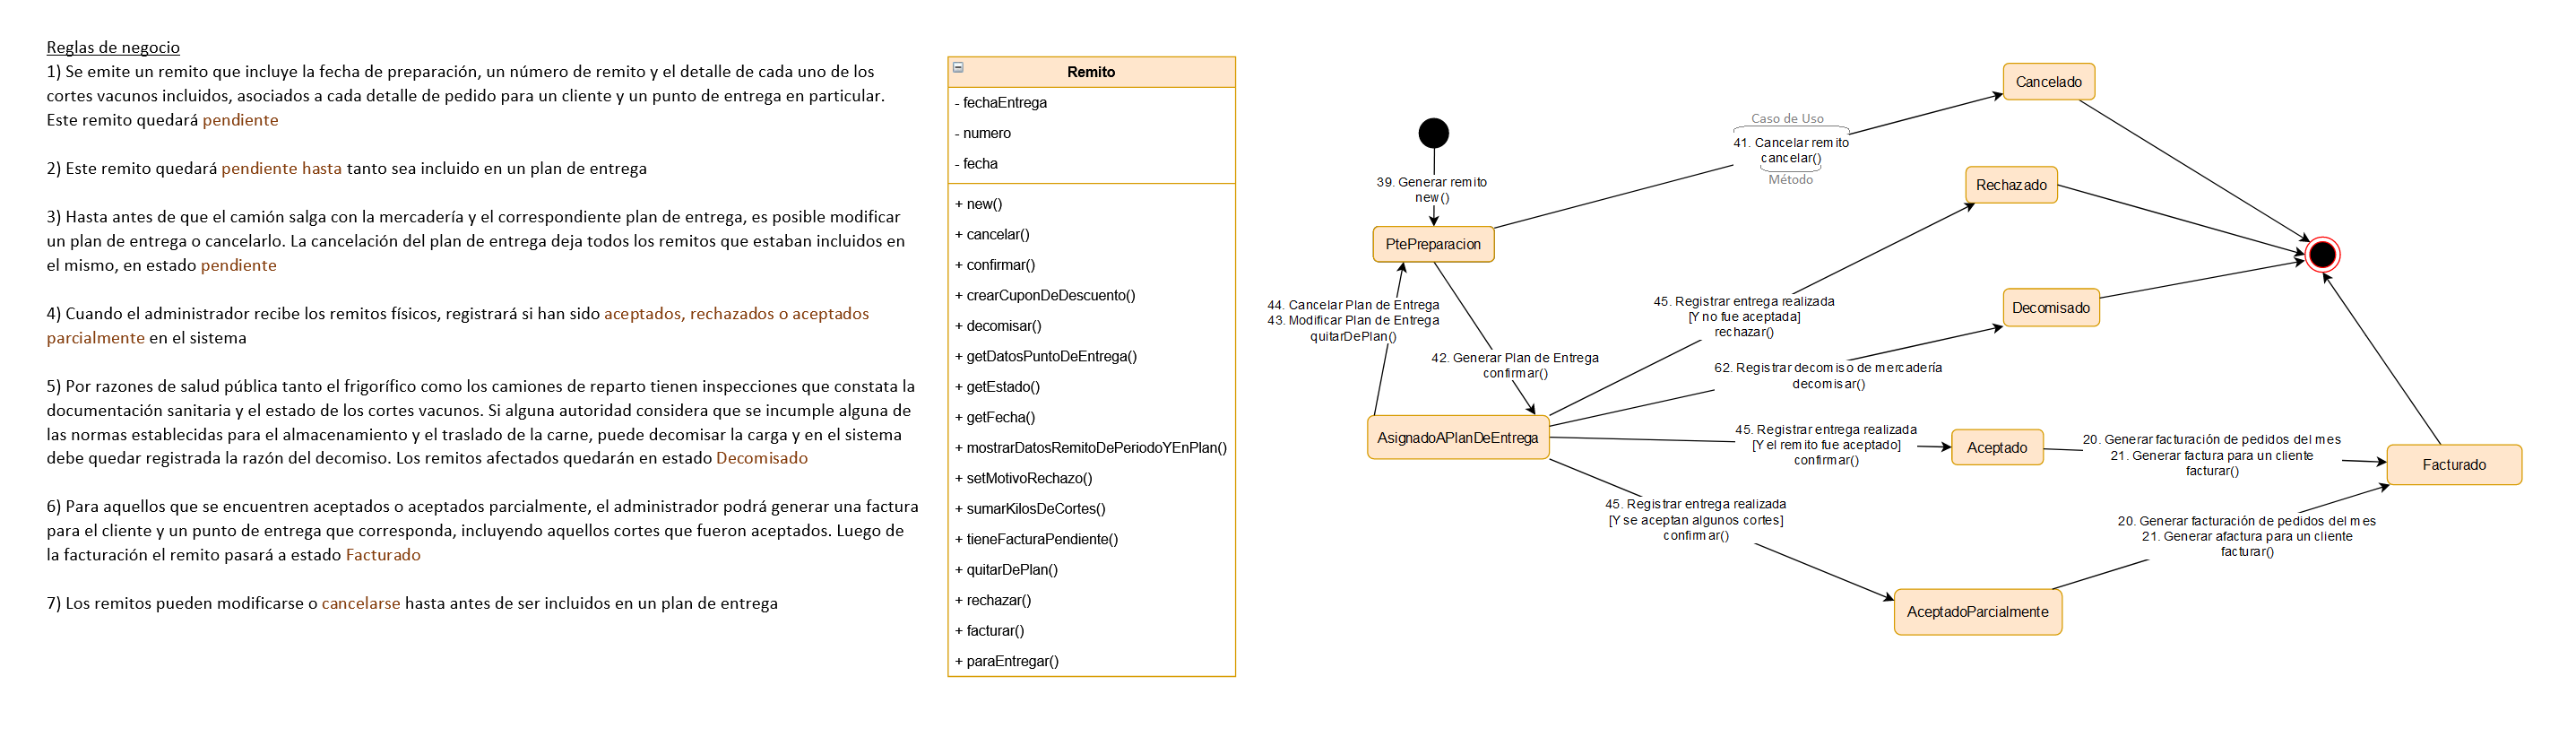 Reglas de negocio
1) Se emite un remito que incluye la fecha de preparación, un número de remito y el detalle de cada uno de los
cortes vacunos incluidos, asociados a cada detalle de pedido para un cliente y un punto de entrega en particular.
Este remito quedará pendiente
2) Este remito quedará pendiente hasta tanto sea incluido en un plan de entrega
3) Hasta antes de que el camión salga con la mercadería y el correspondiente plan de entrega, es posible modificar
un plan de entrega o cancelarlo. La cancelación del plan de entrega deja todos los remitos que estaban incluidos en
el mismo, en estado pendiente
4) Cuando el administrador recibe los remitos físicos, registrará si han sido aceptados, rechazados o aceptados
parcialmente en el sistema
5) Por razones de salud pública tanto el frigorífico como los camiones de reparto tienen inspecciones que constata la
documentación sanitaria y el estado de los cortes vacunos. Si alguna autoridad considera que se incumple alguna de
las normas establecidas para el almacenamiento y el traslado de la carne, puede decomisar la carga y en el sistema
debe quedar registrada la razón del decomiso. Los remitos afectados quedarán en estado Decomisado
6) Para aquellos que se encuentren aceptados o aceptados parcialmente, el administrador podrá generar una factura
para el cliente y un punto de entrega que corresponda, incluyendo aquellos cortes que fueron aceptados. Luego de
la facturación el remito pasará a estado Facturado
7) Los remitos pueden modificarse o cancelarse hasta antes de ser incluidos en un plan de entrega
Remito
- fechaEntrega
- numero
- fecha
+ new()
+ cancelar()
+ confirmar()
+ crearCuponDeDescuento()
+ decomisar()
+ getDatosPuntoDeEntrega()
+ getEstado()
+ getFecha()
+ mostrarDatosRemitoDePeriodoYEnPlan()
+ setMotivoRechazo()
+ sumarKilosDeCortes()
+ tieneFacturaPendiente()
+ quitarDePlan()
+ rechazar()
+ facturar()
+ paraEntregar()
39. Generar remito
new()
PtePreparacion
Caso de Uso
41. Cancelar remito
cancelar()
Método
Cancelado
44. Cancelar Plan de Entrega
43. Modificar Plan de Entrega
quitarDePlan()
42. Generar Plan de Entrega
confirmar()
AsignadoAPlanDeEntrega
45. Registrar entrega realizada
[Y no fue aceptada]
rechazar()
Rechazado
62. Registrar decomiso de mercadería
decomisar()
Decomisado
45. Registrar entrega realizada
[Y el remito fue aceptado]
confirmar()
Aceptado
20. Generar facturación de pedidos del mes
21. Generar factura para un cliente
facturar()
Facturado
45. Registrar entrega realizada
[Y se aceptan algunos cortes]
confirmar()
AceptadoParcialmente
20. Generar facturación de pedidos del mes
21. Generar afactura para un cliente
facturar()